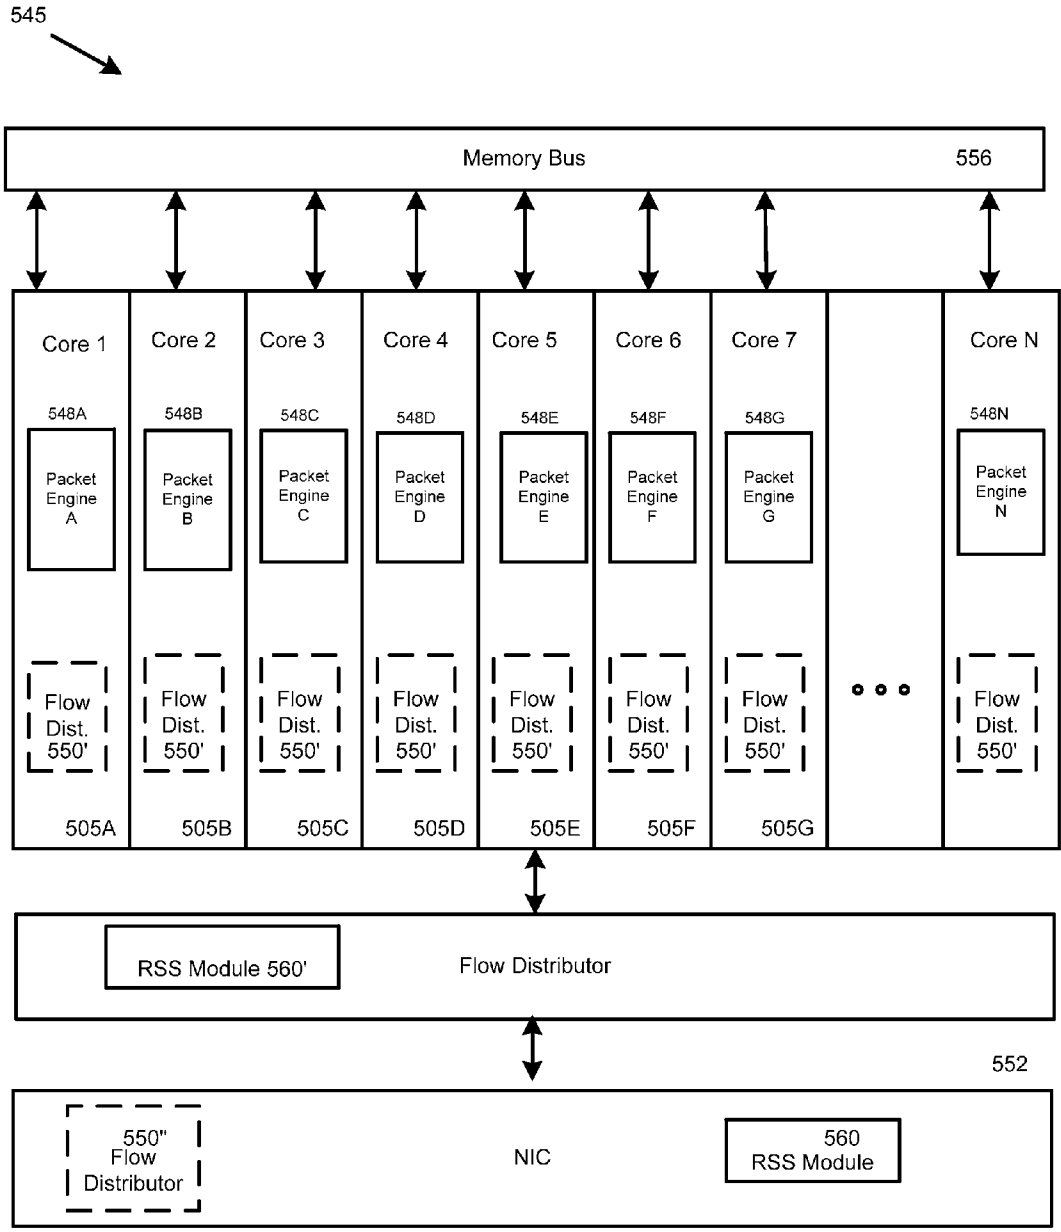 545
Memory Bus 556
Core 1 Core 2 Core 3 Core 4 Core 5 Core 6 Core 7 Core N
548A 548B 548C 548D 548E 548F 548G 548N
Packet Packet Packet Packet Packet Packet Packet Packet
Engine Engine Engine Engine Engine Engine Engine Engine
A B C D E F G N
Flow Flow Flow Flow Flow Flow Flow Flow
Dist. Dist. Dist. Dist. Dist. Dist. Dist. Dist.
550' 550' 550' 550' 550' 550' 550' 550'
505A 505B 505C 505D 505E 505F 505G
RSS Module 560' Flow Distributor
552
550"
Flow
Distributor
NIC
560
RSS Module